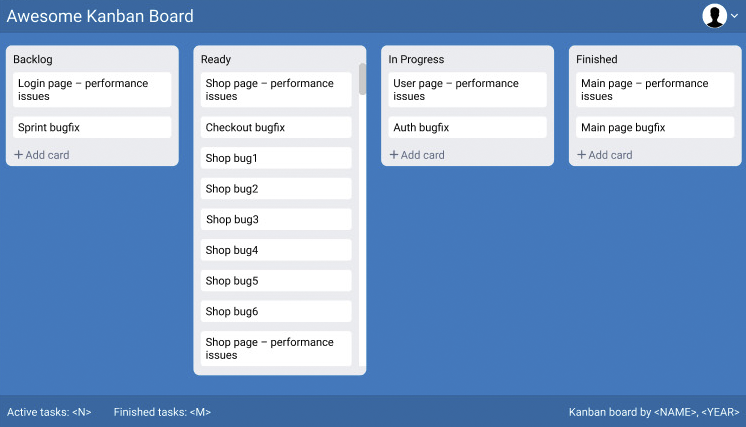 Awesome Kanban Board
Backlog
Login page – performance
issues
Sprint bugfix
+ Add card
Ready
Shop page – performance
issues
Checkout bugfix
Shop bug1
Shop bug2
Shop bug3
Shop bug4
Shop bug5
Shop bug6
Shop page – performance
issues
In Progress
User page – performance
issues
Auth bugfix
+ Add card
Finished
Main page – performance
issues
Main page bugfix
+ Add card
Active tasks: <N>
Finished tasks: <M>
Kanban board by <NAME>, <YEAR>